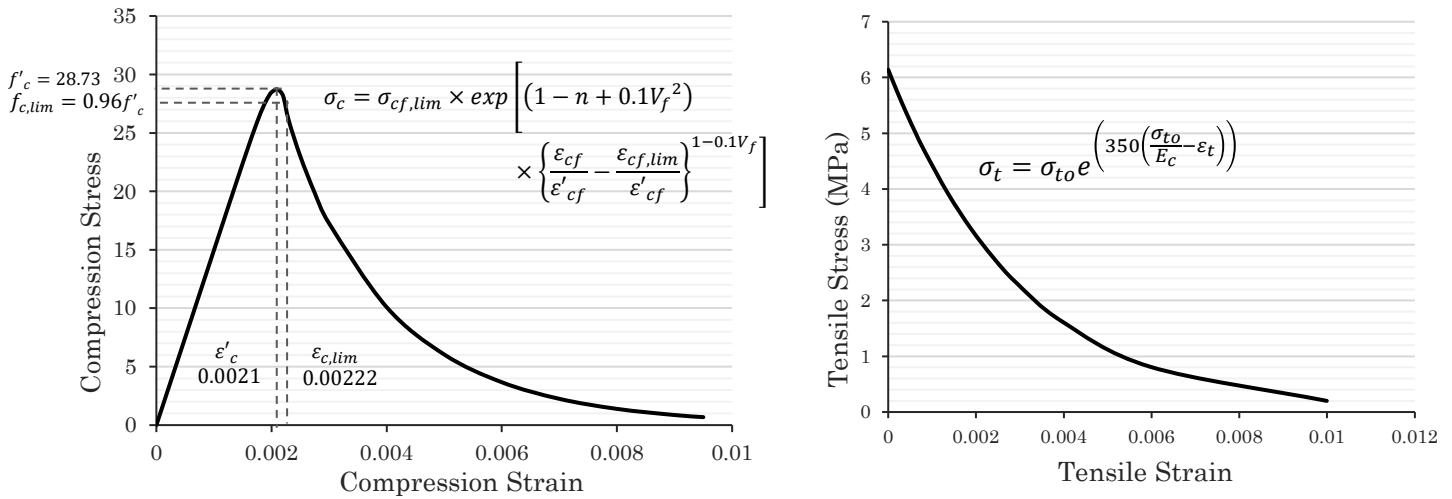 35
30
25
20
15
10
5
0
Compression Stress
f'c = 28.73
fc,lim = 0.96f'c
σc = σcf,lim × exp[(1 − n + 0.1Vf²)
× {εcf/ε'cf − εcf,lim/ε'cf}^(1−0.1Vf)]
ε'c
0.0021
εc,lim
0.00222
0 0.002 0.004 0.006 0.008 0.01
Compression Strain
7
6
5
4
3
2
1
0
Tensile Stress (MPa)
σt = σto e^(350(σto/Ec − εt))
0 0.002 0.004 0.006 0.008 0.01 0.012
Tensile Strain